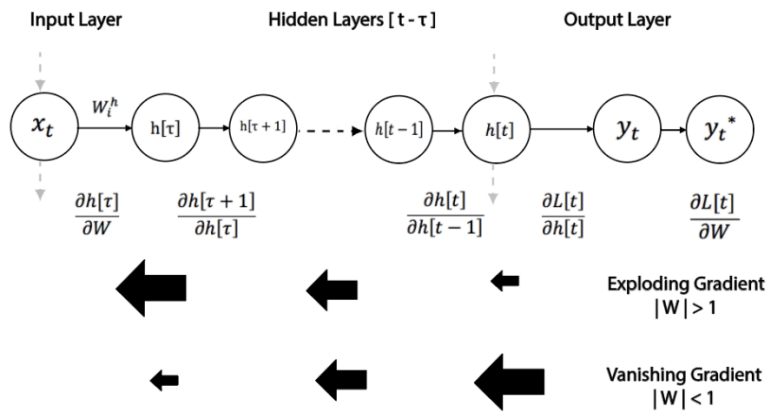 Input Layer Hidden Layers [ t - τ ] Output Layer
W_i^h
x_t h[τ] h[τ + 1] h[t − 1] h[t] y_t y_t*
∂h[τ]/∂W ∂h[τ + 1]/∂h[τ] ∂h[t]/∂h[t − 1] ∂L[t]/∂h[t] ∂L[t]/∂W
Exploding Gradient
| W | > 1
Vanishing Gradient
| W | < 1